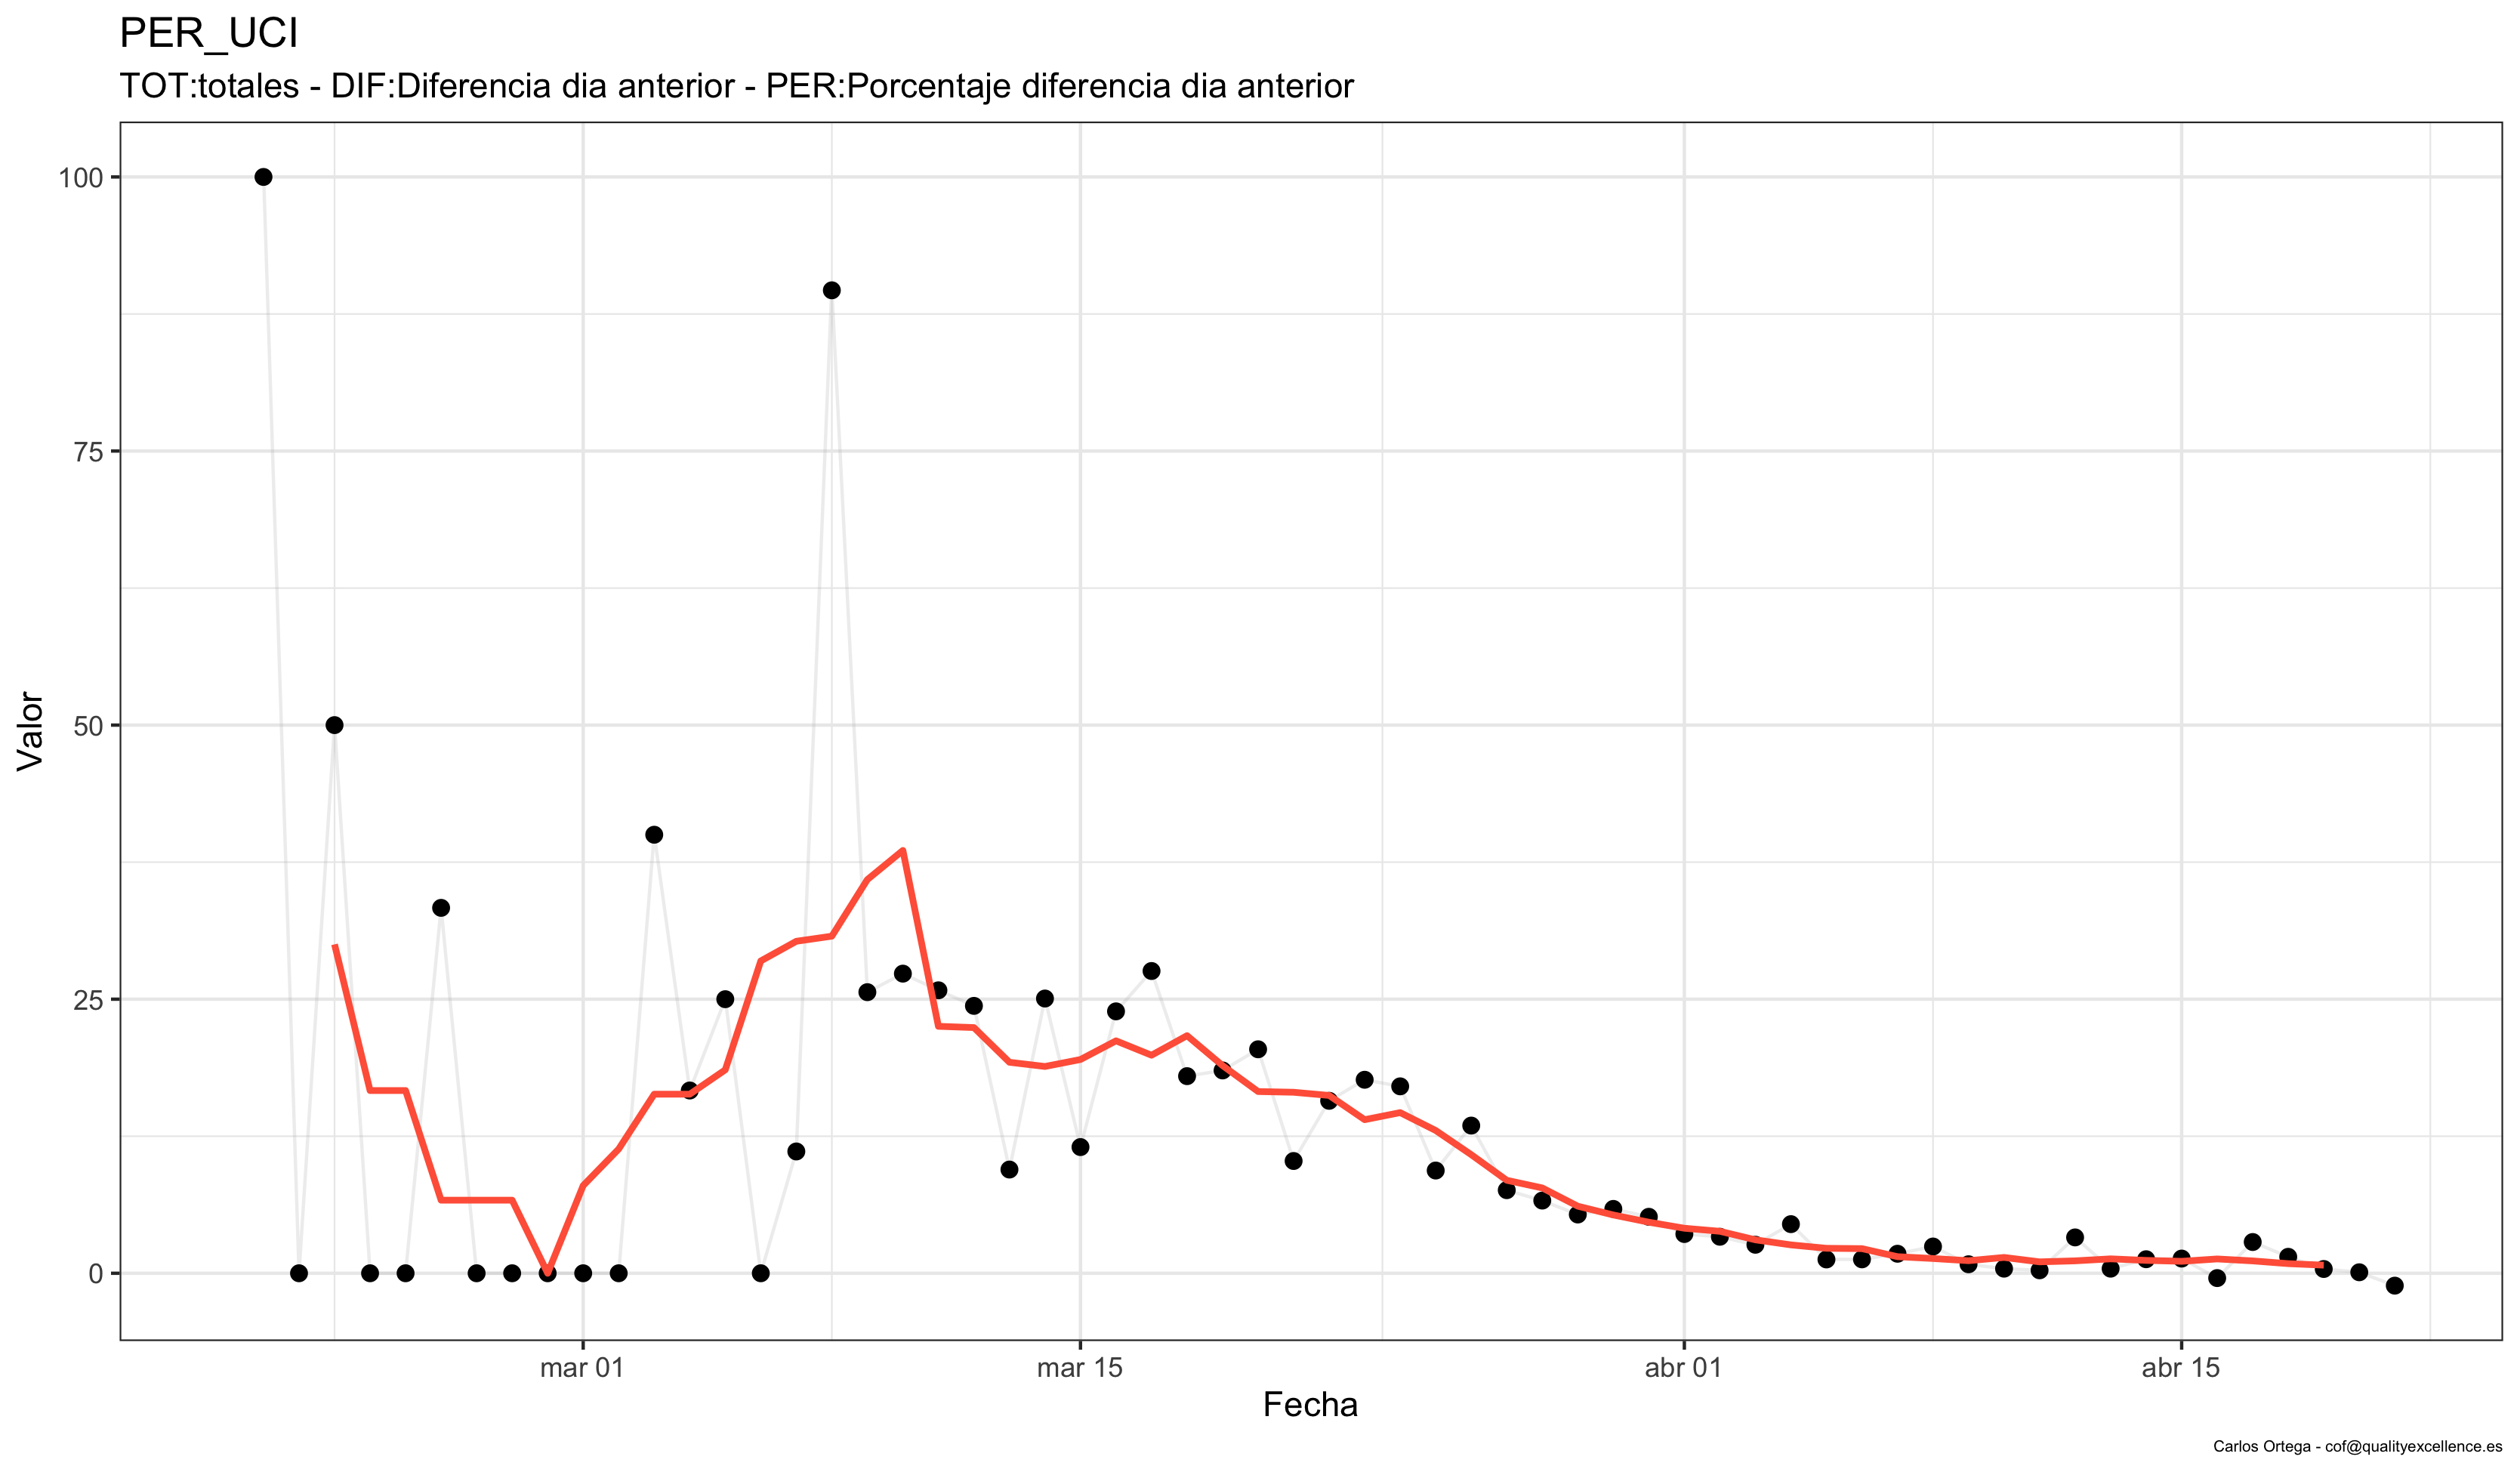 PER_UCI
TOT:totales - DIF:Diferencia dia anterior - PER:Porcentaje diferencia dia anterior
100
75
50
25
0
Valor
mar 01
mar 15
abr 01
abr 15
Fecha
Carlos Ortega - cof@qualityexcellence.es